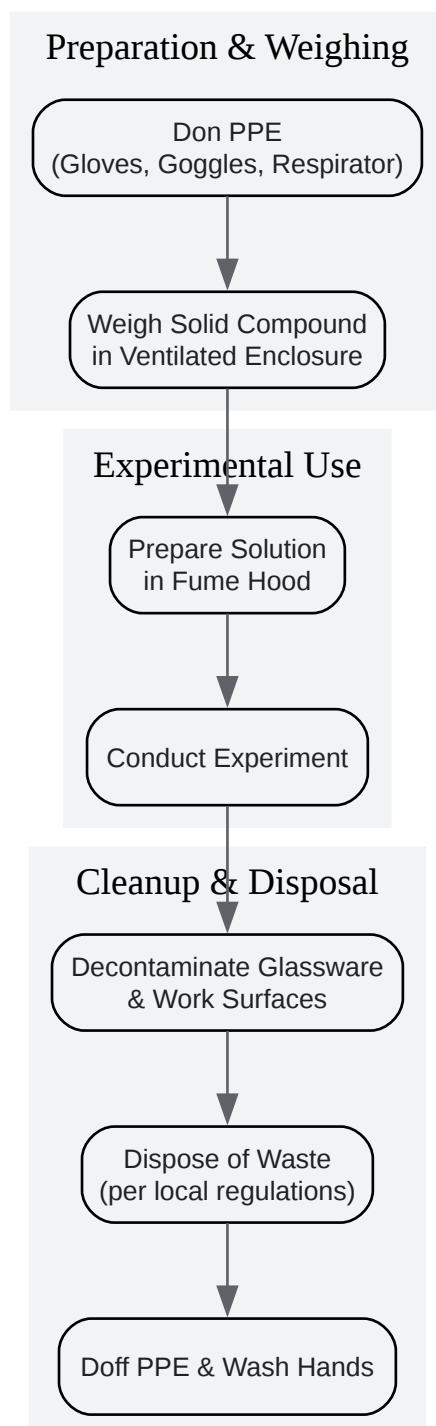 Preparation & Weighing
Don PPE
(Gloves, Goggles, Respirator)
Weigh Solid Compound
in Ventilated Enclosure
Experimental Use
Prepare Solution
in Fume Hood
Conduct Experiment
Cleanup & Disposal
Decontaminate Glassware
& Work Surfaces
Dispose of Waste
(per local regulations)
Doff PPE & Wash Hands